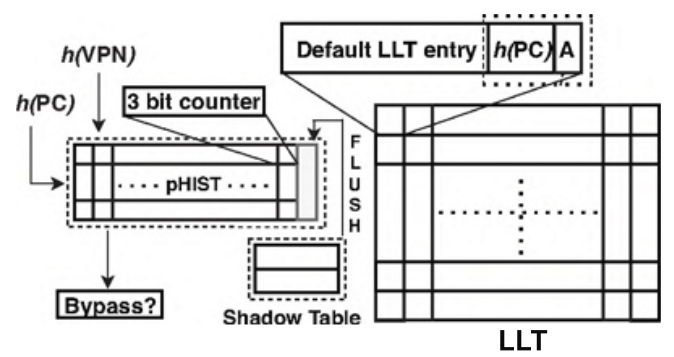 Default LLT entry h(PC) A
h(VPN)
h(PC)
3 bit counter
FLUSH
pHIST
Bypass?
Shadow Table
LLT